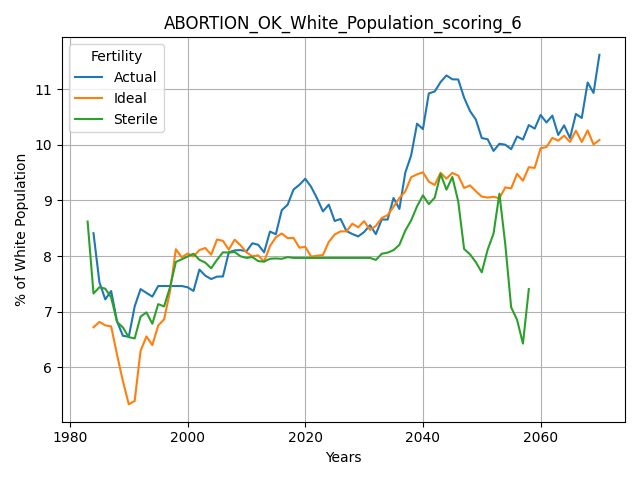 ABORTION_OK_White_Population_scoring_6
Fertility
Actual
Ideal
Sterile
% of White Population
11
10
9
8
7
6
1980
2000
2020
2040
2060
Years